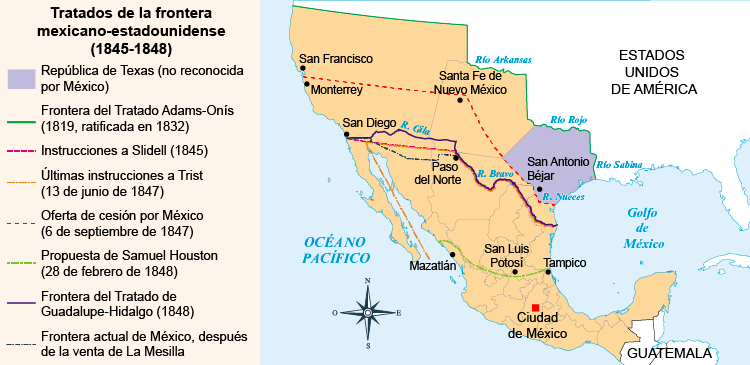 Tratados de la frontera
mexicano-estadounidense
(1845-1848)
República de Texas (no reconocida
por México)
Frontera del Tratado Adams-Onís
(1819, ratificada en 1832)
Instrucciones a Slidell (1845)
Últimas instrucciones a Trist
(13 de junio de 1847)
Oferta de cesión por México
(6 de septiembre de 1847)
Propuesta de Samuel Houston
(28 de febrero de 1848)
Frontera del Tratado de
Guadalupe-Hidalgo (1848)
Frontera actual de México, después
de la venta de La Mesilla
San Francisco
Monterrey
Río Arkansas
Santa Fe de
Nuevo México
ESTADOS
UNIDOS
DE AMÉRICA
San Diego
R. Gila
Río Rojo
Paso
del Norte
R. Bravo
San Antonio
Béjar
Río Sabina
R. Nueces
Golfo
de
México
OCÉANO
PACÍFICO
Mazatlán
San Luis
Potosí
Tampico
N
O
E
S
Ciudad
de México
GUATEMALA